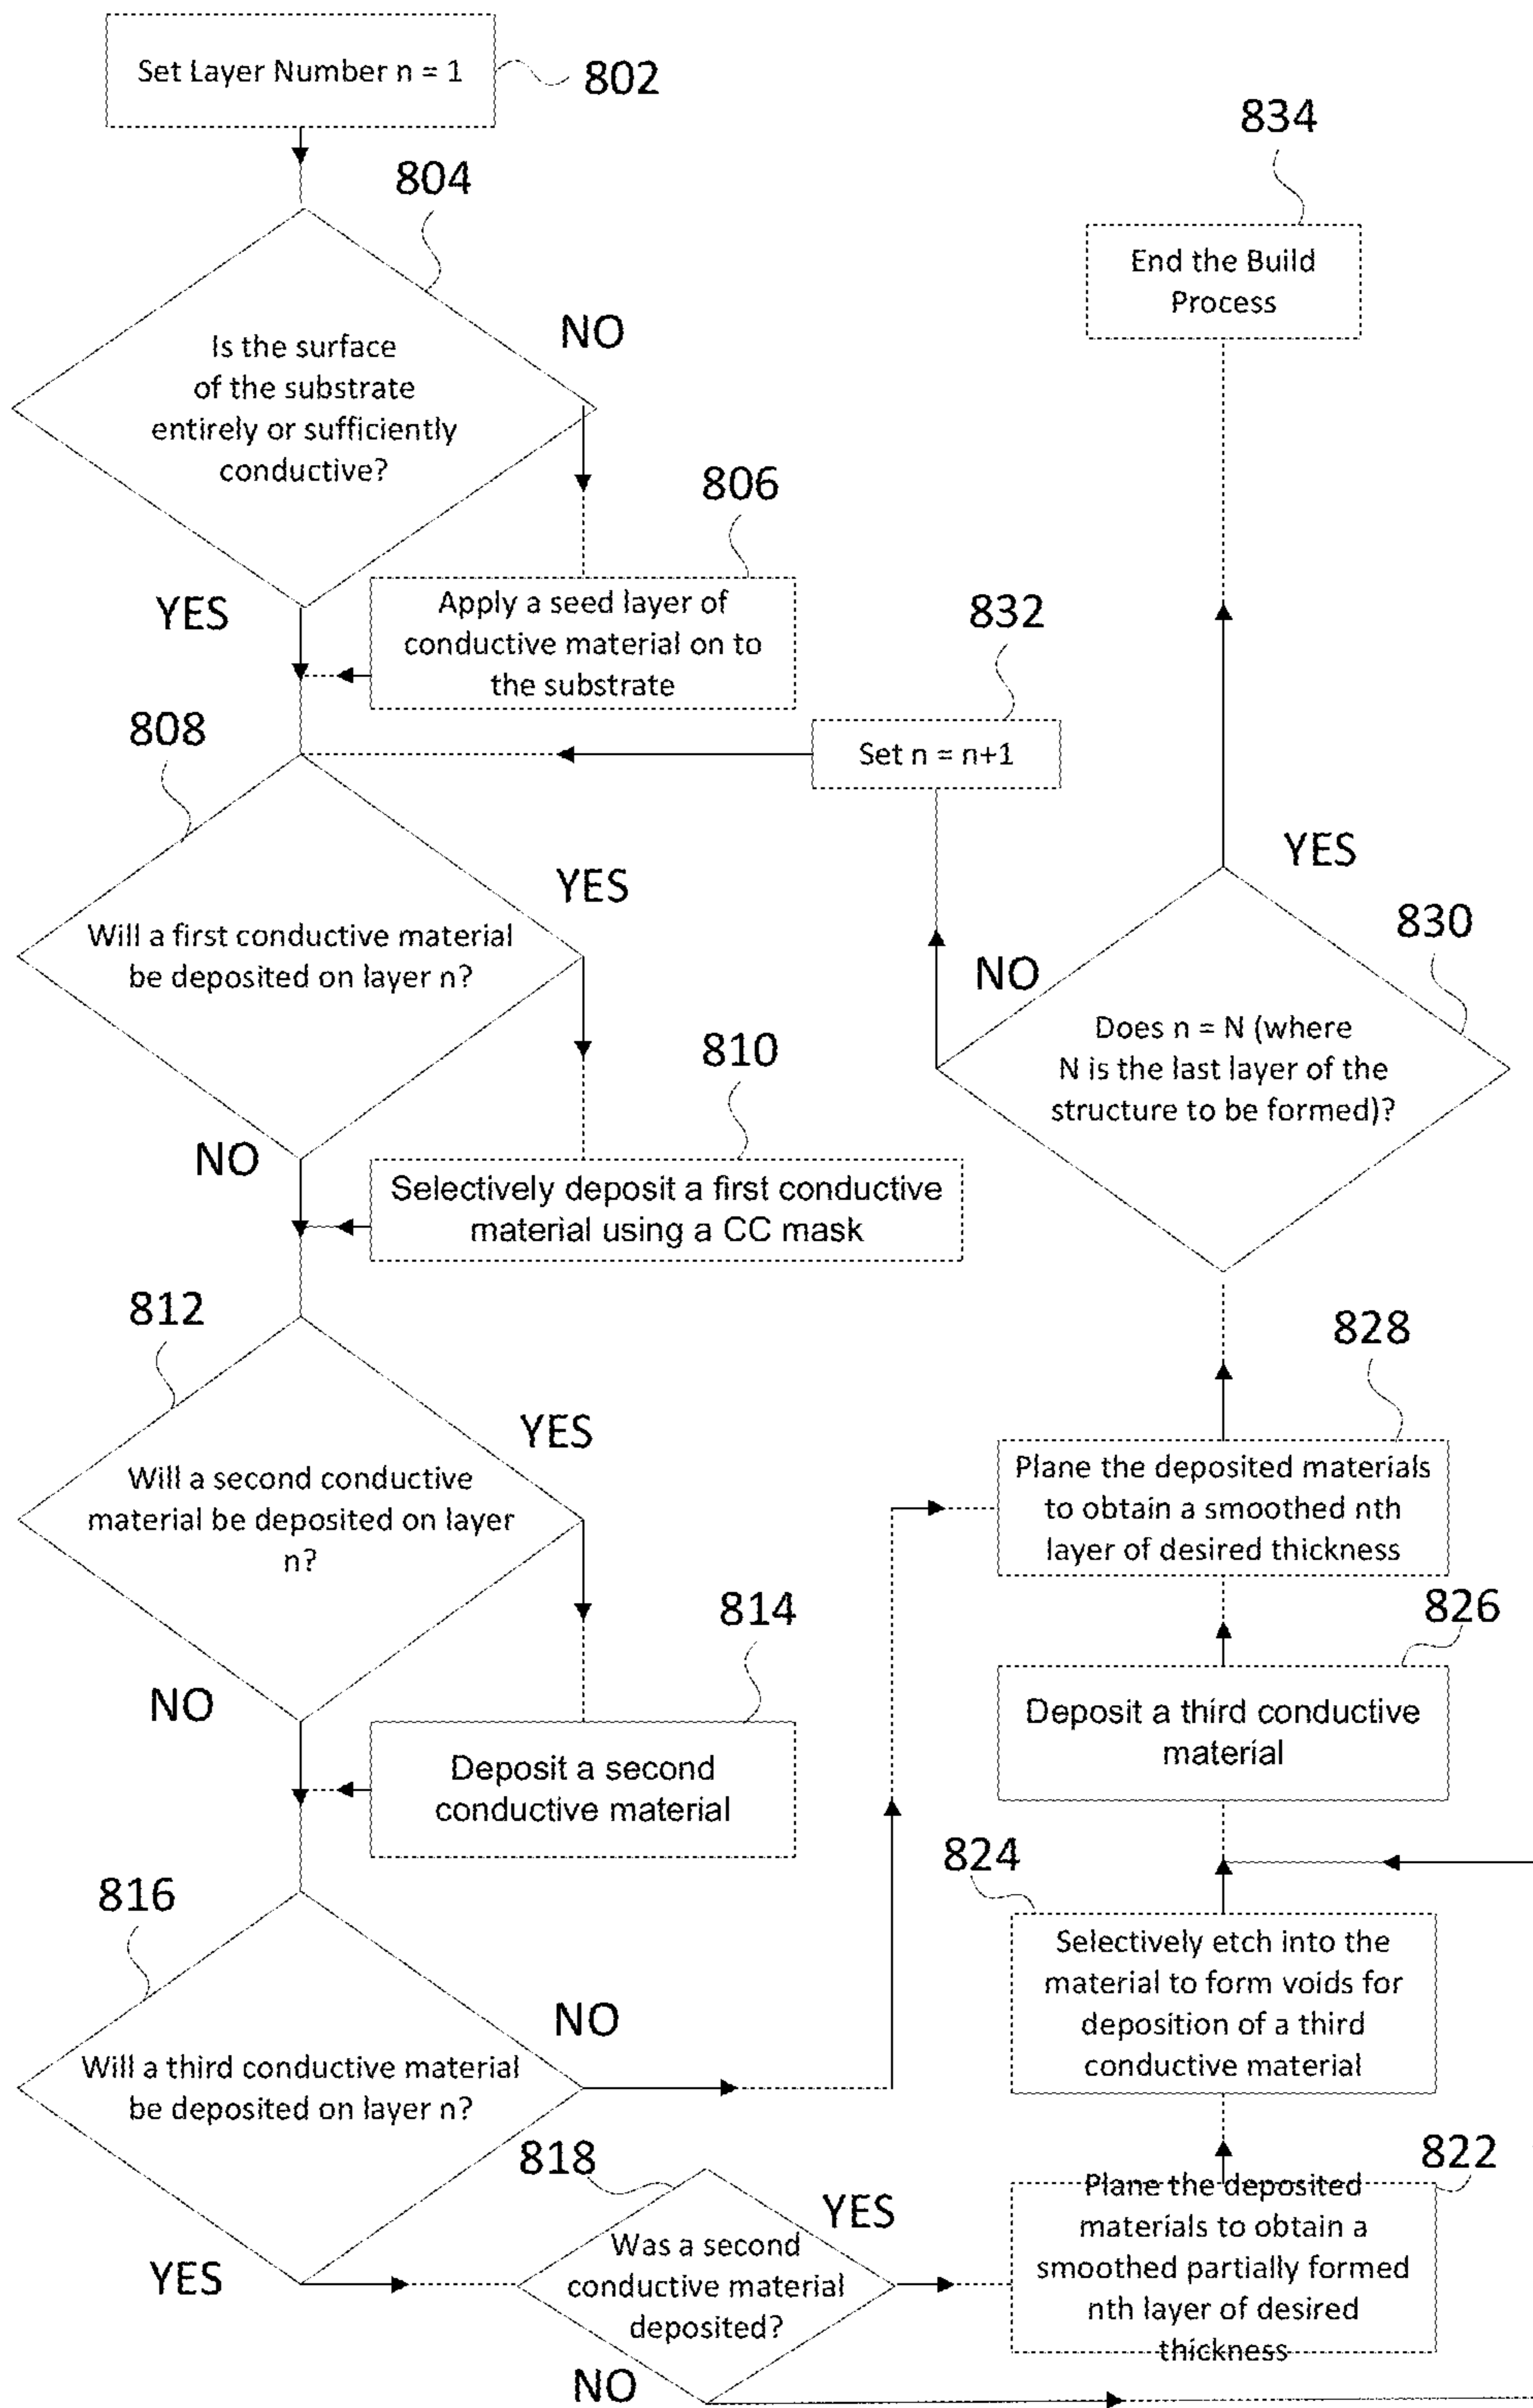 Set Layer Number n = 1
802
804
Is the surface
of the substrate
entirely or sufficiently
conductive?
NO
YES
806
Apply a seed layer of
conductive material on to
the substrate
808
Will a first conductive material
be deposited on layer n?
YES
NO
810
Selectively deposit a first conductive
material using a CC mask
812
Will a second conductive
material be deposited on layer
n?
YES
NO
814
Deposit a second
conductive material
816
Will a third conductive material
be deposited on layer n?
NO
YES
818
Was a second
conductive material
deposited?
YES
NO
822
Plane the deposited
materials to obtain a
smoothed partially formed
nth layer of desired
thickness
824
Selectively etch into the
material to form voids for
deposition of a third
conductive material
826
Deposit a third conductive
material
828
Plane the deposited materials
to obtain a smoothed nth
layer of desired thickness
830
Does n = N (where
N is the last layer of the
structure to be formed)?
NO
YES
832
Set n = n+1
834
End the Build
Process